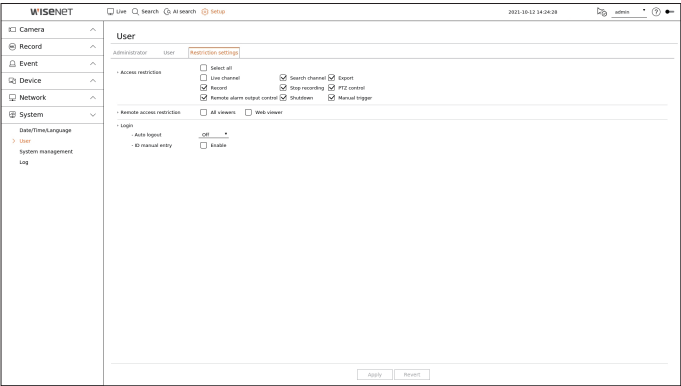 WISENET Live Search AI search Setup 2021-10-12 14:24:28 admin ?
Camera
Record
Event
Device
Network
System
Date/Time/Language
> User
System management
Log
User
Administrator User Restriction settings
• Access restriction
Select all
Live channel Search channel Export
Record Stop recording PTZ control
Remote alarm output control Shutdown Manual trigger
• Remote access restriction All viewers Web viewer
• Login
• Auto logout Off
• ID manual entry Enable
Apply Revert